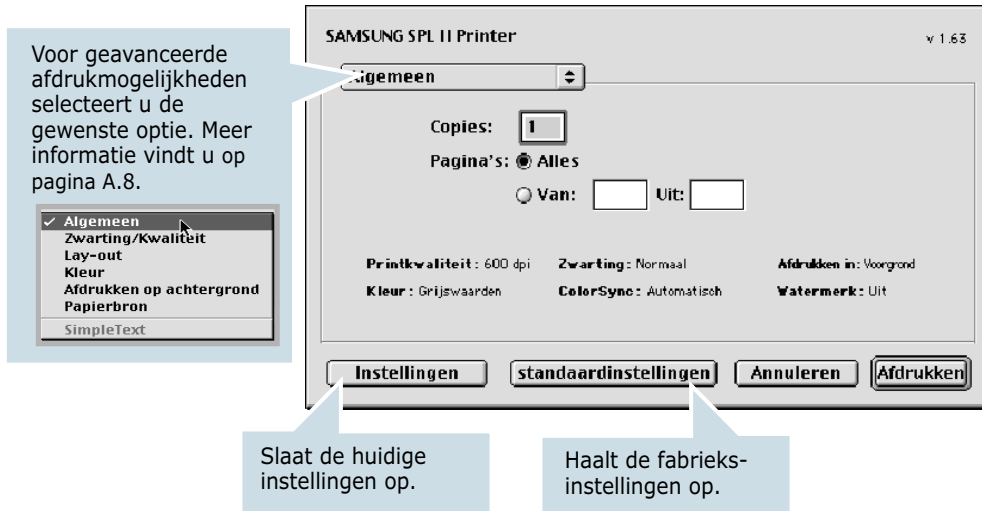 Voor geavanceerde
afdrukmogelijkheden
selecteert u de
gewenste optie. Meer
informatie vindt u op
pagina A.8.
Algemeen
Zwarting/Kwaliteit
Lay-out
Kleur
Afdrukken op achtergrond
Papierbron
SimpleText
SAMSUNG SPL II Printer
v 1.63
Algemeen
Copies: 1
Pagina's: Alles
Van: Uit:
Printkwaliteit: 600 dpi Zwarting: Normaal Afdrukken in: Voorgrond
Kleur: Grijswaarden ColorSync: Automatisch Watermerk: Uit
Instellingen standaardinstellingen Annuleren Afdrukken
Slaat de huidige
instellingen op.
Haalt de fabrieks-
instellingen op.